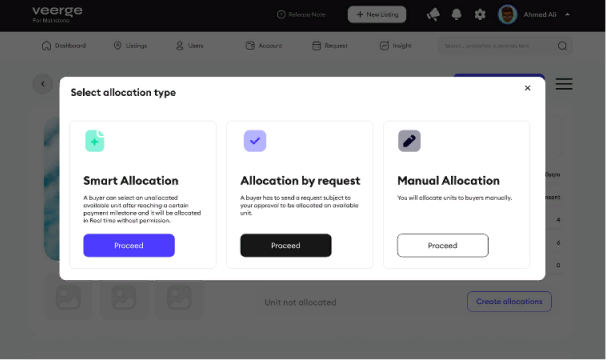 veerge
For Mainstone
Release Note
+ New Listing
Ahmed Ali
Dashboard
Listings
Users
Account
Request
Insight
Select allocation type
Smart Allocation
A buyer can select an unallocated
available unit after reaching a certain
payment milestone and it will be allocated
in Real time without permission.
Proceed
Allocation by request
A buyer has to send a request subject to
your approval to be allocated an available
unit.
Proceed
Manual Allocation
You will allocate units to buyers manually.
Proceed
4
6
0
Unit not allocated
Create allocations